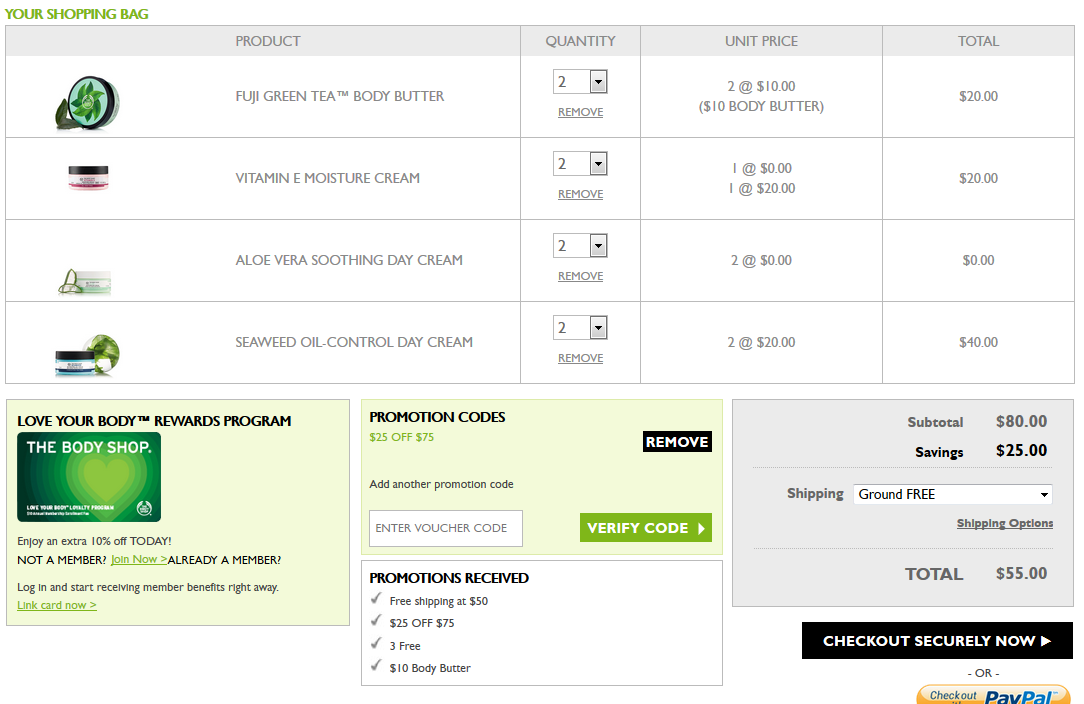 YOUR SHOPPING BAG
PRODUCT QUANTITY UNIT PRICE TOTAL
FUJI GREEN TEA™ BODY BUTTER
2
REMOVE
2 @ $10.00
($10 BODY BUTTER)
$20.00
VITAMIN E MOISTURE CREAM
2
REMOVE
1 @ $0.00
1 @ $20.00
$20.00
ALOE VERA SOOTHING DAY CREAM
2
REMOVE
2 @ $0.00
$0.00
SEAWEED OIL-CONTROL DAY CREAM
2
REMOVE
2 @ $20.00
$40.00
LOVE YOUR BODY™ REWARDS PROGRAM
THE BODY SHOP.
LOVE YOUR BODY™ LOYALTY PROGRAM
Enjoy an extra 10% off TODAY!
NOT A MEMBER? Join Now >ALREADY A MEMBER?
Log in and start receiving member benefits right away.
Link card now >
PROMOTION CODES
$25 OFF $75
REMOVE
Add another promotion code
ENTER VOUCHER CODE
VERIFY CODE
PROMOTIONS RECEIVED
Free shipping at $50
$25 OFF $75
3 Free
$10 Body Butter
Subtotal $80.00
Savings $25.00
Shipping Ground FREE
Shipping Options
TOTAL $55.00
CHECKOUT SECURELY NOW
- OR -
Checkout
with PayPal